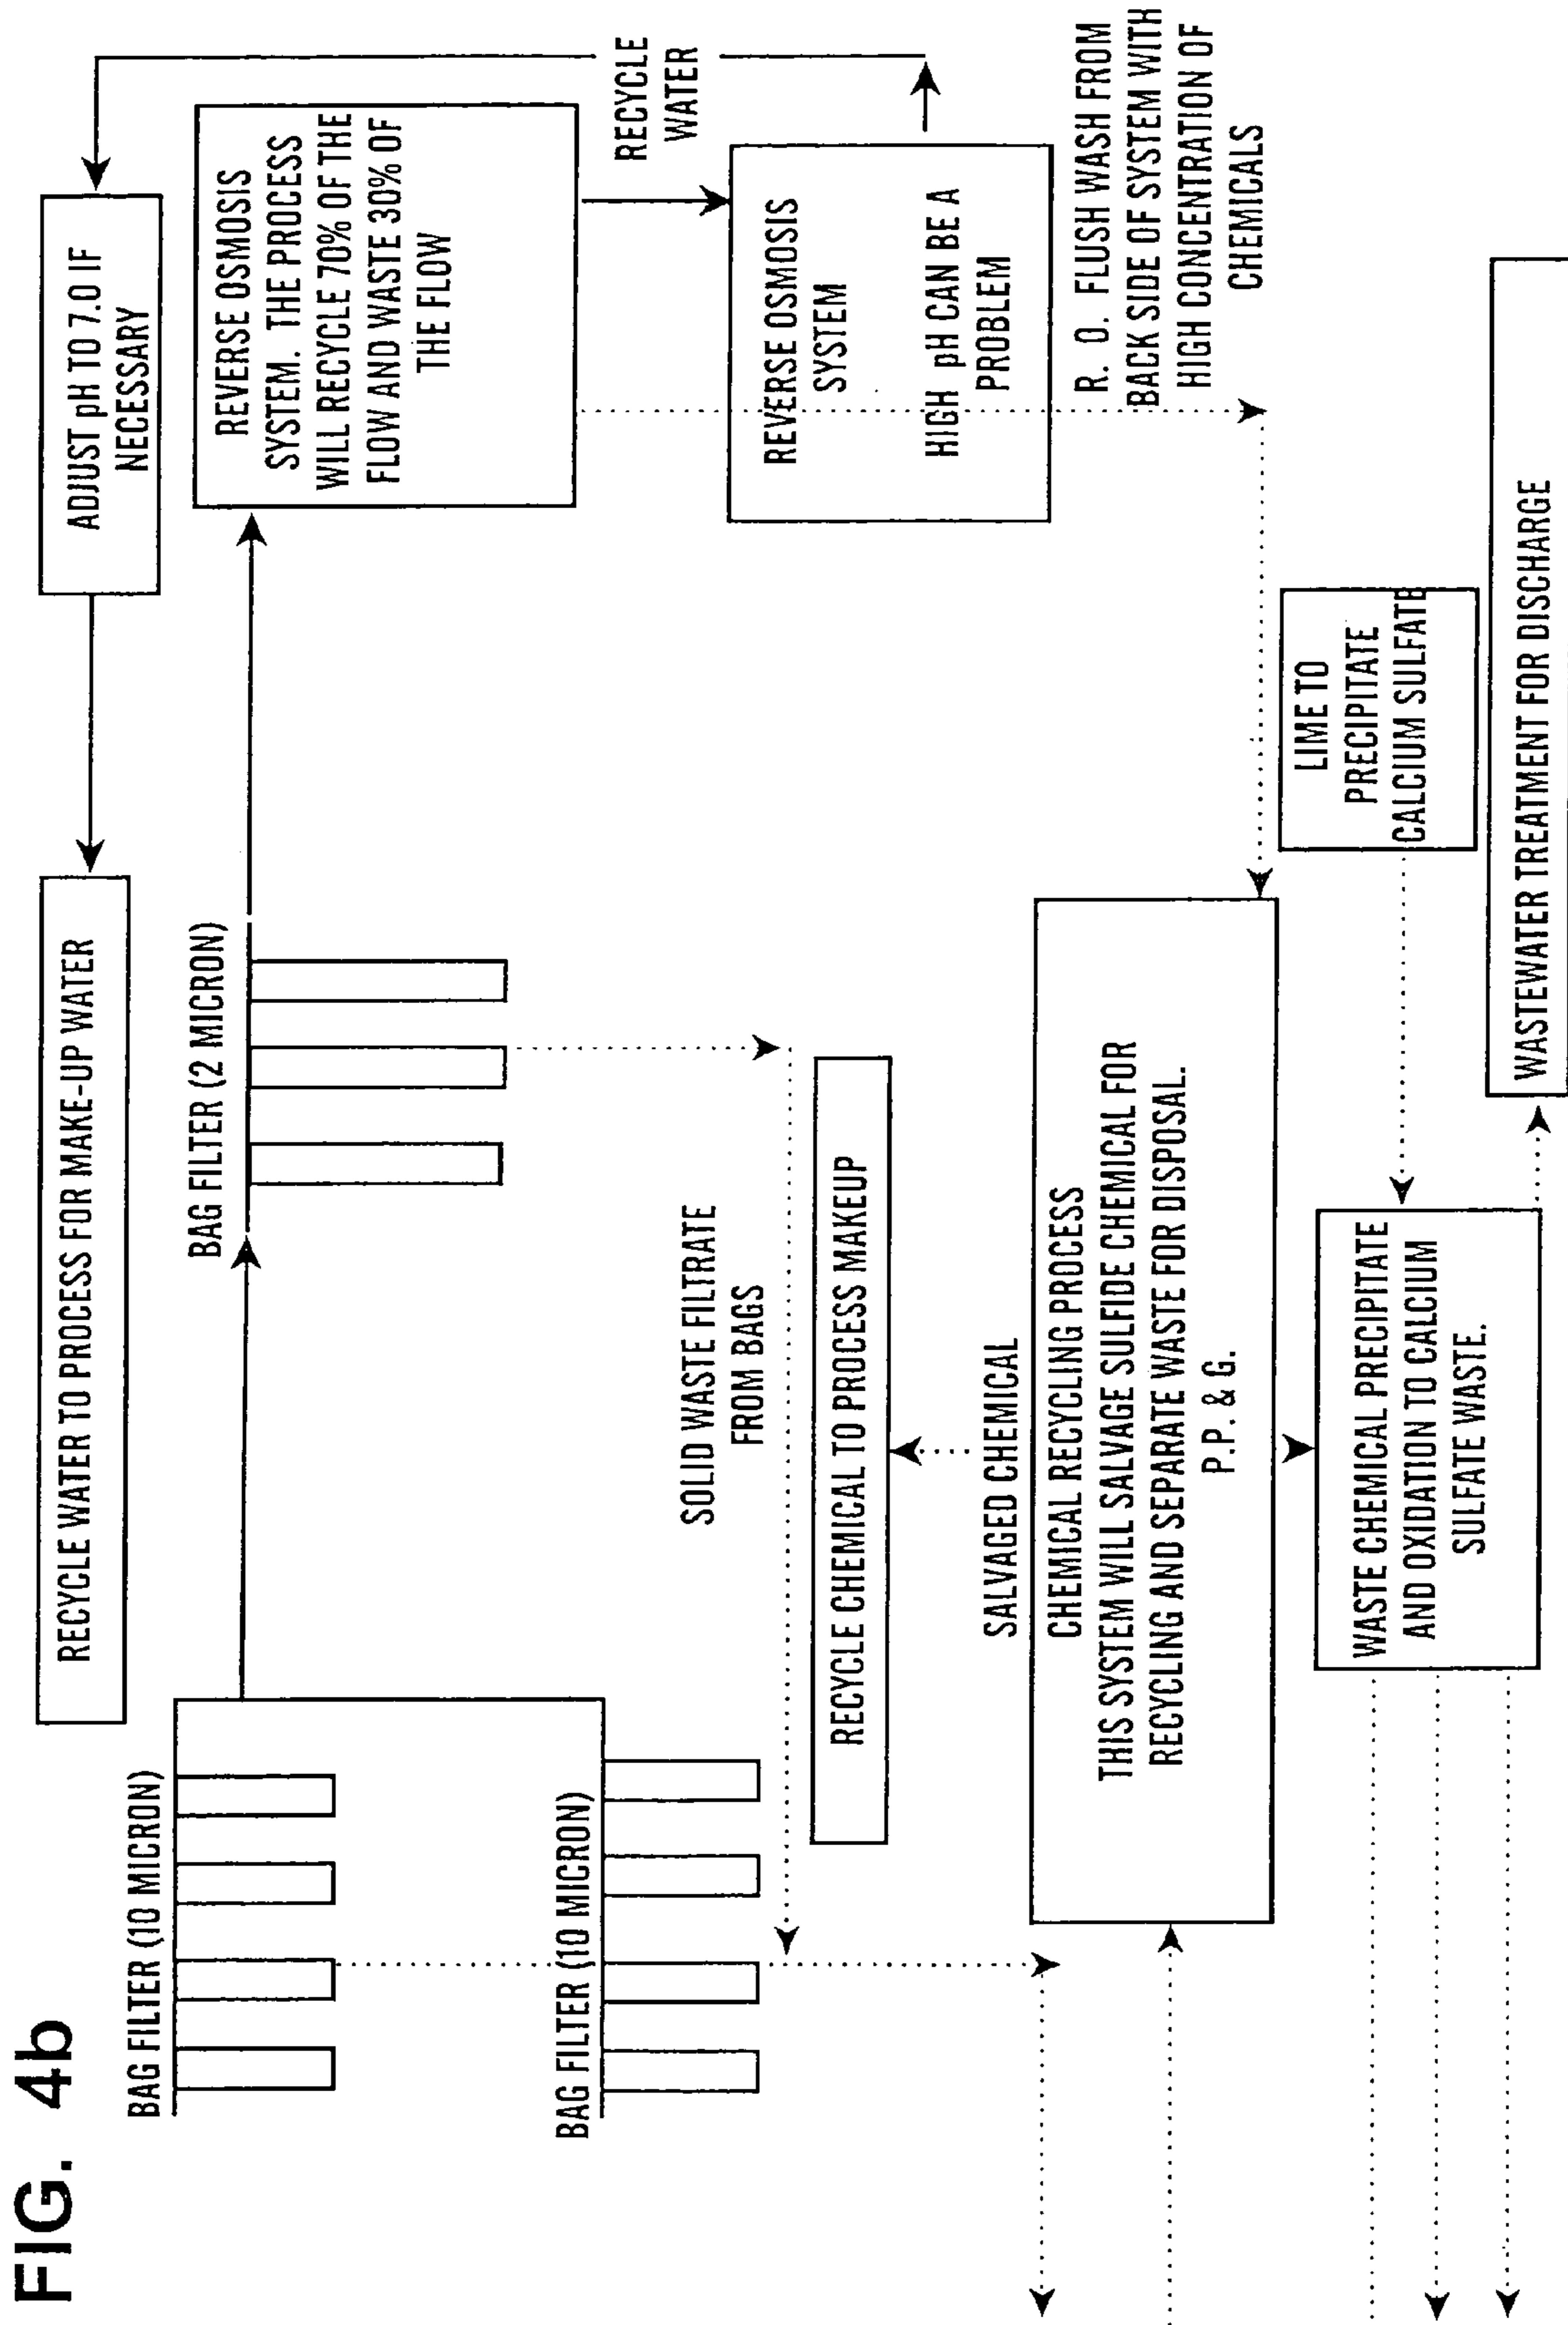 FIG. 4b
RECYCLE WATER TO PROCESS FOR MAKE-UP WATER
ADJUST pH TO 7.0 IF
NECESSARY
BAG FILTER (10 MICRON)
BAG FILTER (2 MICRON)
REVERSE OSMOSIS
SYSTEM. THE PROCESS
WILL RECYCLE 70% OF THE
FLOW AND WASTE 30% OF
THE FLOW
RECYCLE
WATER
BAG FILTER (10 MICRON)
SOLID WASTE FILTRATE
FROM BAGS
REVERSE OSMOSIS
SYSTEM
HIGH pH CAN BE A
PROBLEM
RECYCLE CHEMICAL TO PROCESS MAKEUP
SALVAGED CHEMICAL
R. O. FLUSH WASH FROM
BACK SIDE OF SYSTEM WITH
HIGH CONCENTRATION OF
CHEMICALS
CHEMICAL RECYCLING PROCESS
THIS SYSTEM WILL SALVAGE SULFIDE CHEMICAL FOR
RECYCLING AND SEPARATE WASTE FOR DISPOSAL.
P.P. & G.
LIME TO
PRECIPITATE
CALCIUM SULFATE
WASTE CHEMICAL PRECIPITATE
AND OXIDATION TO CALCIUM
SULFATE WASTE.
WASTEWATER TREATMENT FOR DISCHARGE